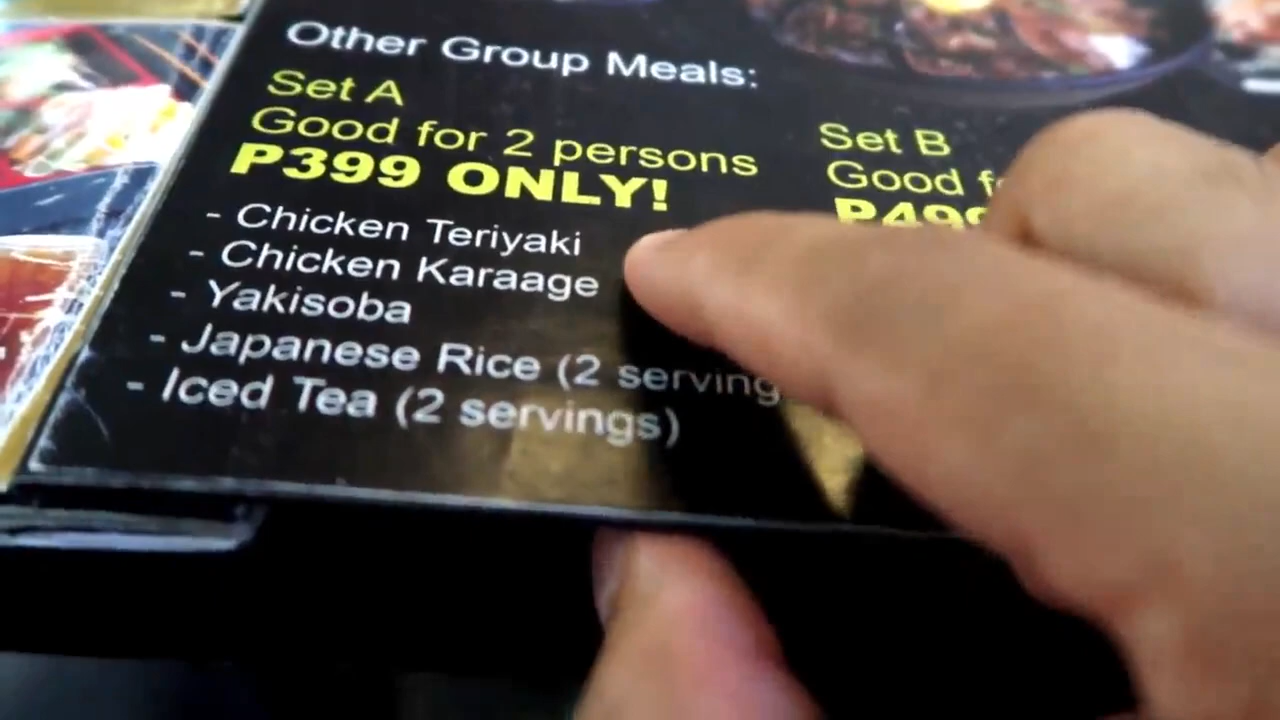 Other Group Meals:
Set A
Good for 2 persons
P399 ONLY!
- Chicken Teriyaki
- Chicken Karaage
- Yakisoba
- Japanese Rice (2 serving
- Iced Tea (2 servings)
Set B
Good
P499